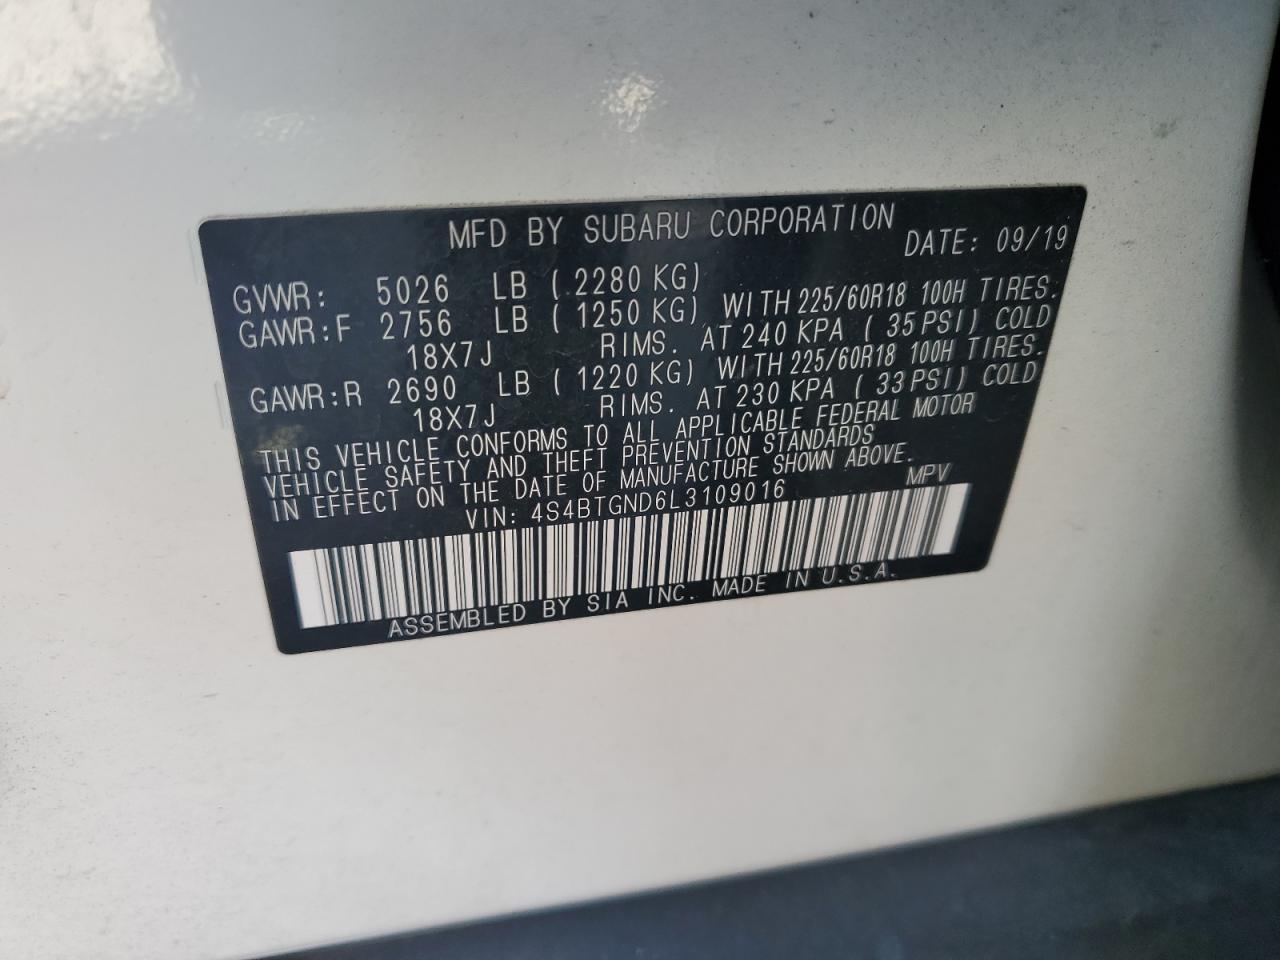 MFD BY SUBARU CORPORATION
DATE: 09/19
GVWR: 5026 LB (2280 KG)
GAWR:F 2756 LB (1250 KG) WITH 225/60R18 100H TIRES.
18X7J RIMS. AT 240 KPA (35PSI) COLD
GAWR:R 2690 LB (1220 KG) WITH 225/60R18 100H TIRES.
18X7J RIMS. AT 230 KPA (33PSI) COLD
THIS VEHICLE CONFORMS TO ALL APPLICABLE FEDERAL MOTOR
VEHICLE SAFETY AND THEFT PREVENTION STANDARDS
IN EFFECT ON THE DATE OF MANUFACTURE SHOWN ABOVE.
VIN: 4S4BTGND6L3109016 MPV
ASSEMBLED BY SIA INC. MADE IN U.S.A.